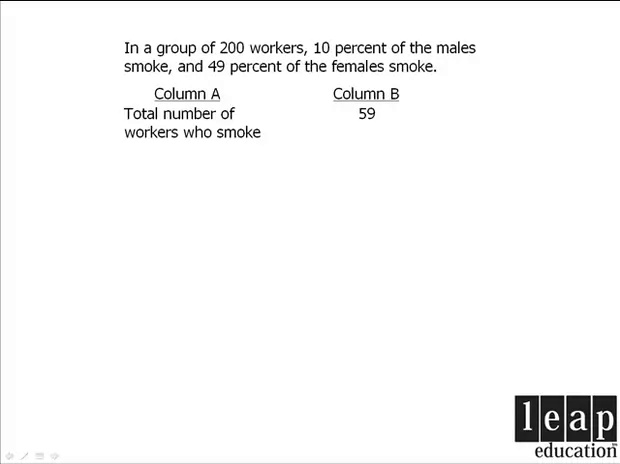 In a group of 200 workers, 10 percent of the males
smoke, and 49 percent of the females smoke.
Column A Column B
Total number of 59
workers who smoke
leap
education